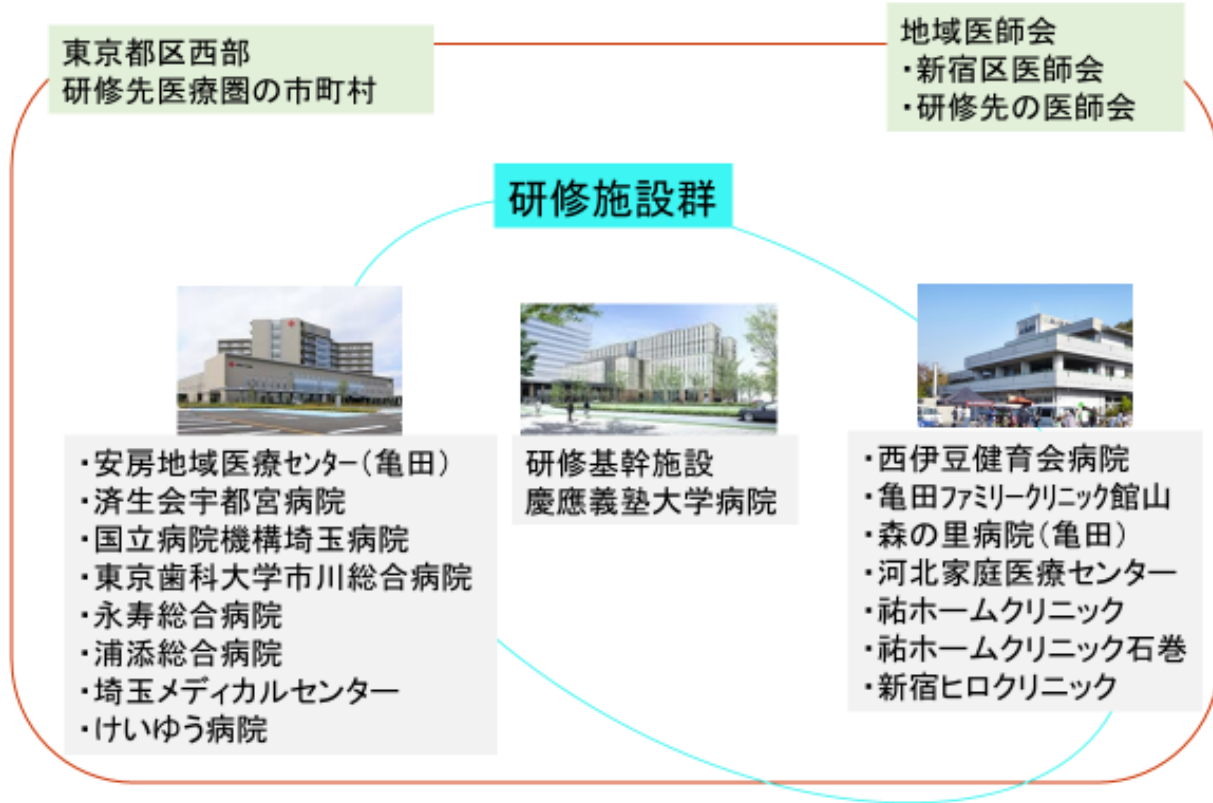 東京都区西部
研修先医療圏の市町村
地域医師会
・新宿区医師会
・研修先の医師会
研修施設群
・安房地域医療センター（亀田）
・済生会宇都宮病院
・国立病院機構埼玉病院
・東京歯科大学市川総合病院
・永寿総合病院
・浦添総合病院
・埼玉メディカルセンター
・けいゆう病院
研修基幹施設
慶應義塾大学病院
・西伊豆健育会病院
・亀田ファミリークリニック館山
・森の里病院（亀田）
・河北家庭医療センター
・祐ホームクリニック
・祐ホームクリニック石巻
・新宿ヒロクリニック